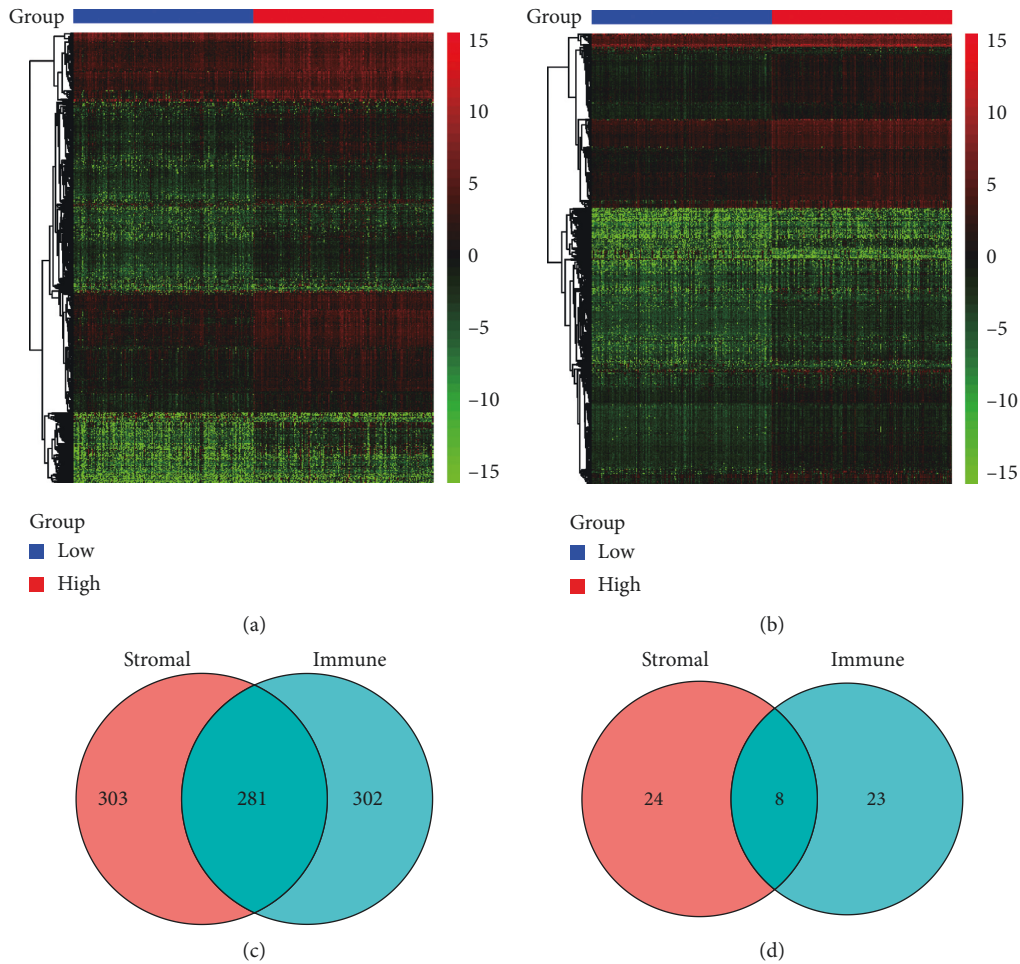 Group
15
10
5
0
−5
−10
−15
Group
Low
High
(a)
Group
15
10
5
0
−5
−10
−15
Group
Low
High
(b)
Stromal Immune
303 281 302
(c)
Stromal Immune
24 8 23
(d)